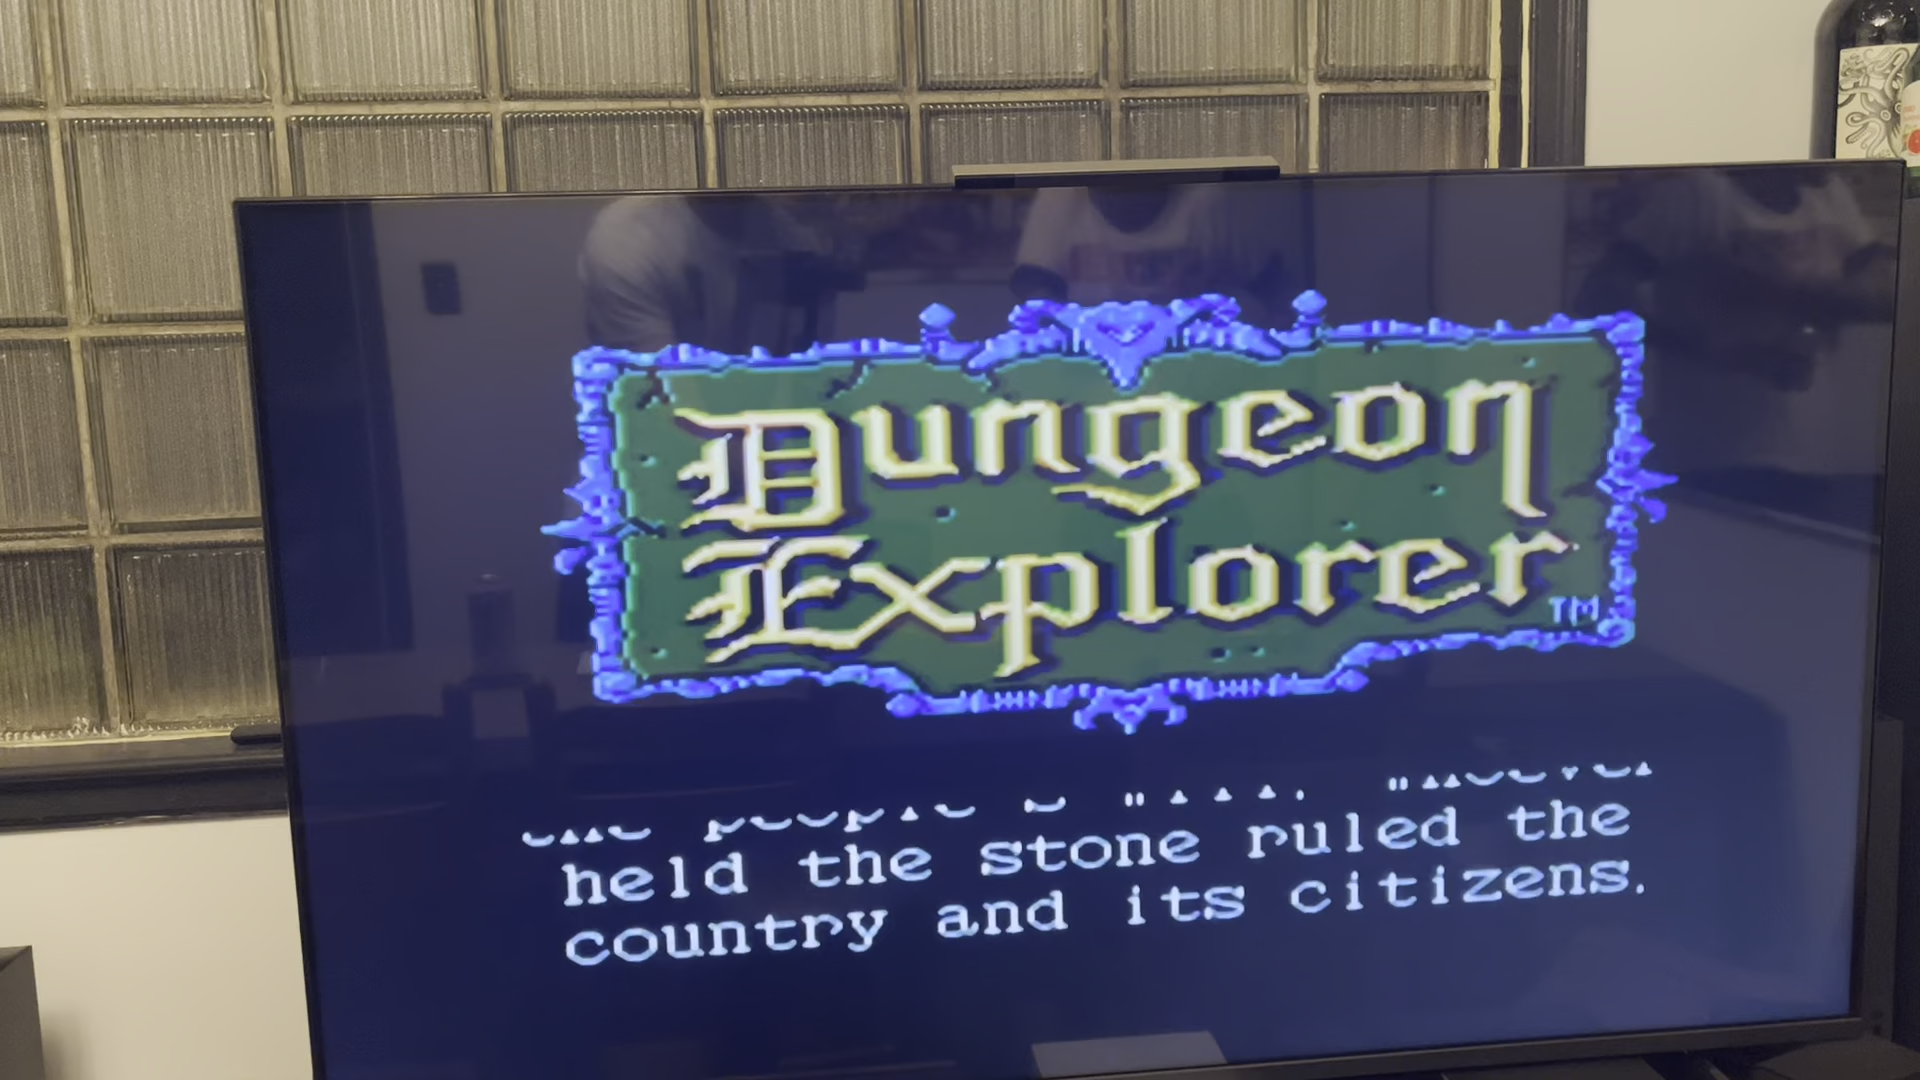 Dungeon
Explorer
TM
held the stone ruled the
country and its citizens.